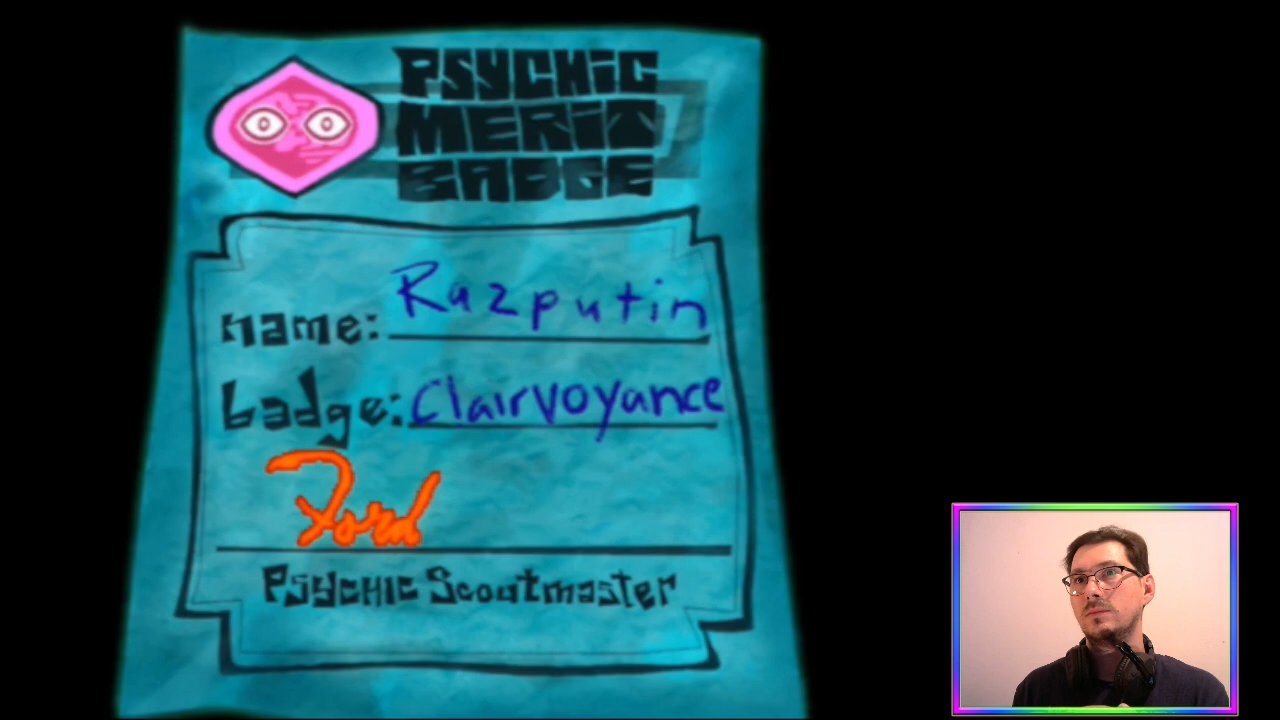 PSYCHIC
MERIT
BADGE
name: Razputin
badge: Clairvoyance
Ford
Psychic Scoutmaster